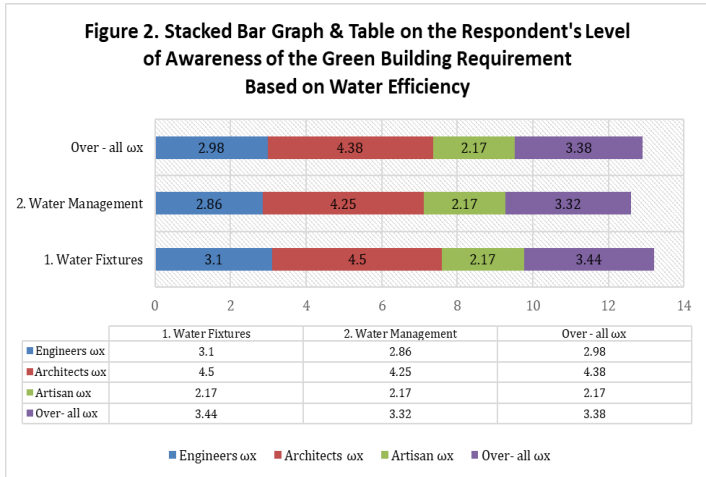 Figure 2. Stacked Bar Graph & Table on the Respondent's Level
of Awareness of the Green Building Requirement
Based on Water Efficiency
Over - all ωx 2.98 4.38 2.17 3.38
2. Water Management 2.86 4.25 2.17 3.32
1. Water Fixtures 3.1 4.5 2.17 3.44
0 2 4 6 8 10 12 14
1. Water Fixtures 2. Water Management Over - all ωx
Engineers ωx 3.1 2.86 2.98
Architects ωx 4.5 4.25 4.38
Artisan ωx 2.17 2.17 2.17
Over- all ωx 3.44 3.32 3.38
Engineers ωx Architects ωx Artisan ωx Over- all ωx